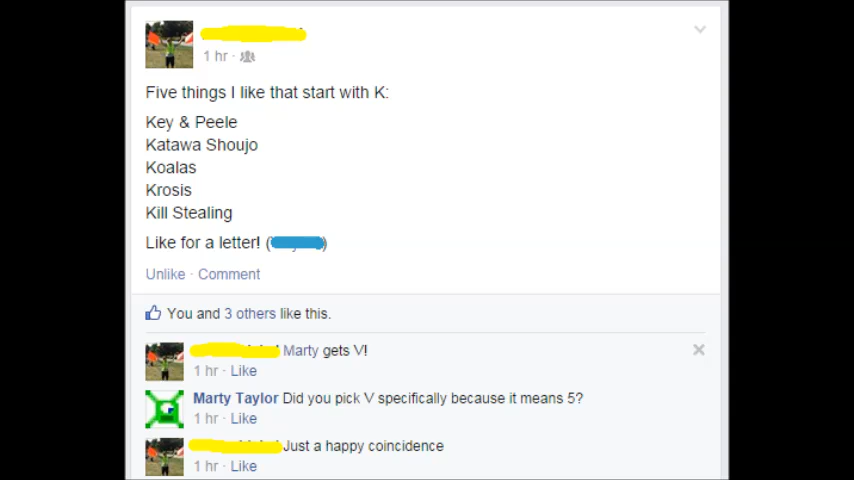 1 hr ·
Five things I like that start with K:
Key & Peele
Katawa Shoujo
Koalas
Krosis
Kill Stealing
Like for a letter! ( )
Unlike · Comment
You and 3 others like this.
Marty gets V!
1 hr · Like
Marty Taylor Did you pick V specifically because it means 5?
1 hr · Like
Just a happy coincidence
1 hr · Like